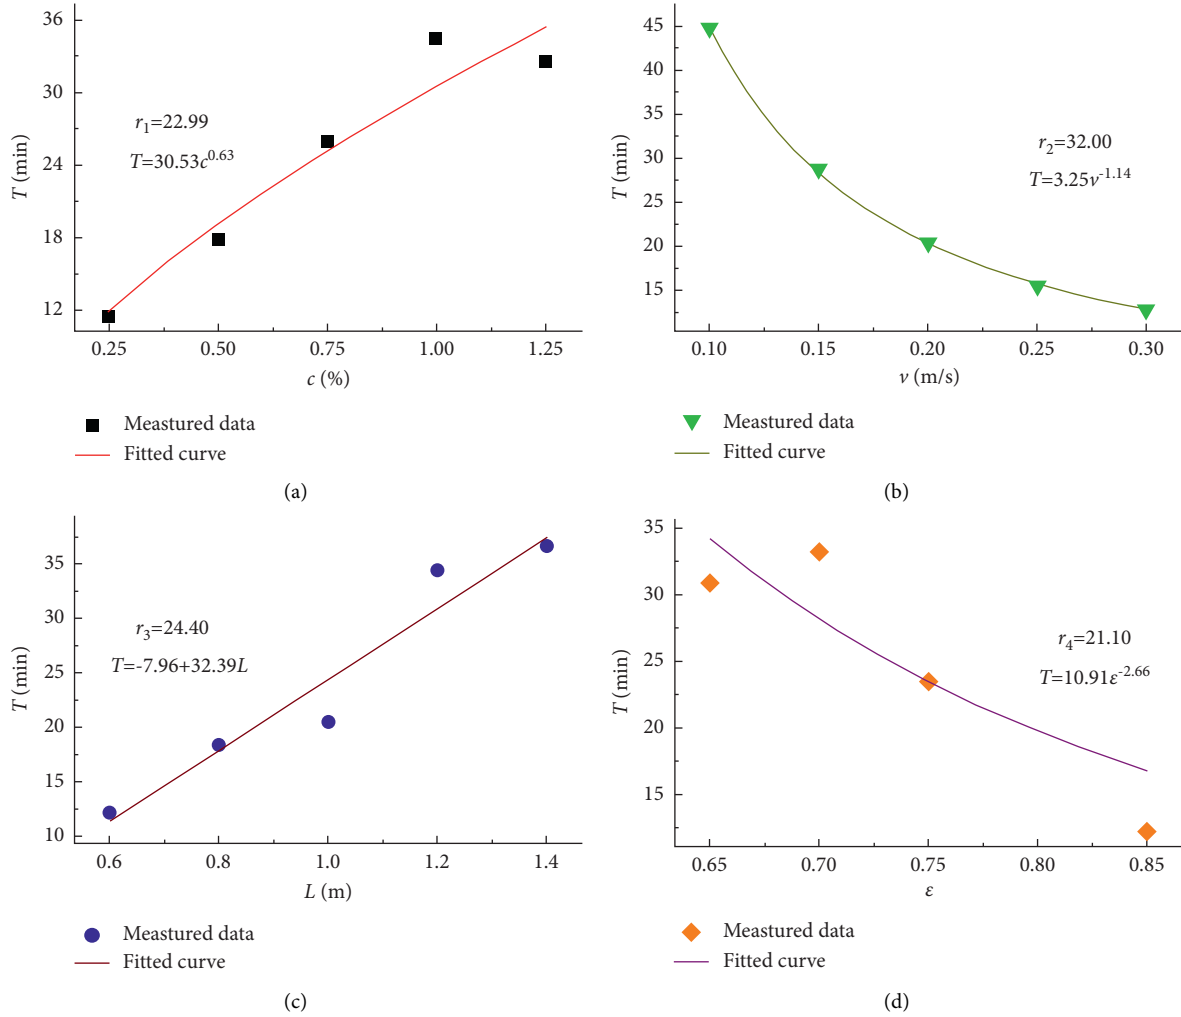 36
30
24
18
12
T (min)
r1=22.99
T=30.53c^0.63
0.25 0.50 0.75 1.00 1.25
c (%)
Meastured data
Fitted curve
(a)
45
40
35
30
25
20
15
T (min)
r2=32.00
T=3.25v^-1.14
0.10 0.15 0.20 0.25 0.30
v (m/s)
Meastured data
Fitted curve
(b)
35
30
25
20
15
10
T (min)
r3=24.40
T=-7.96+32.39L
0.6 0.8 1.0 1.2 1.4
L (m)
Meastured data
Fitted curve
(c)
35
30
25
20
15
T (min)
r4=21.10
T=10.91ε^-2.66
0.65 0.70 0.75 0.80 0.85
ε
Meastured data
Fitted curve
(d)